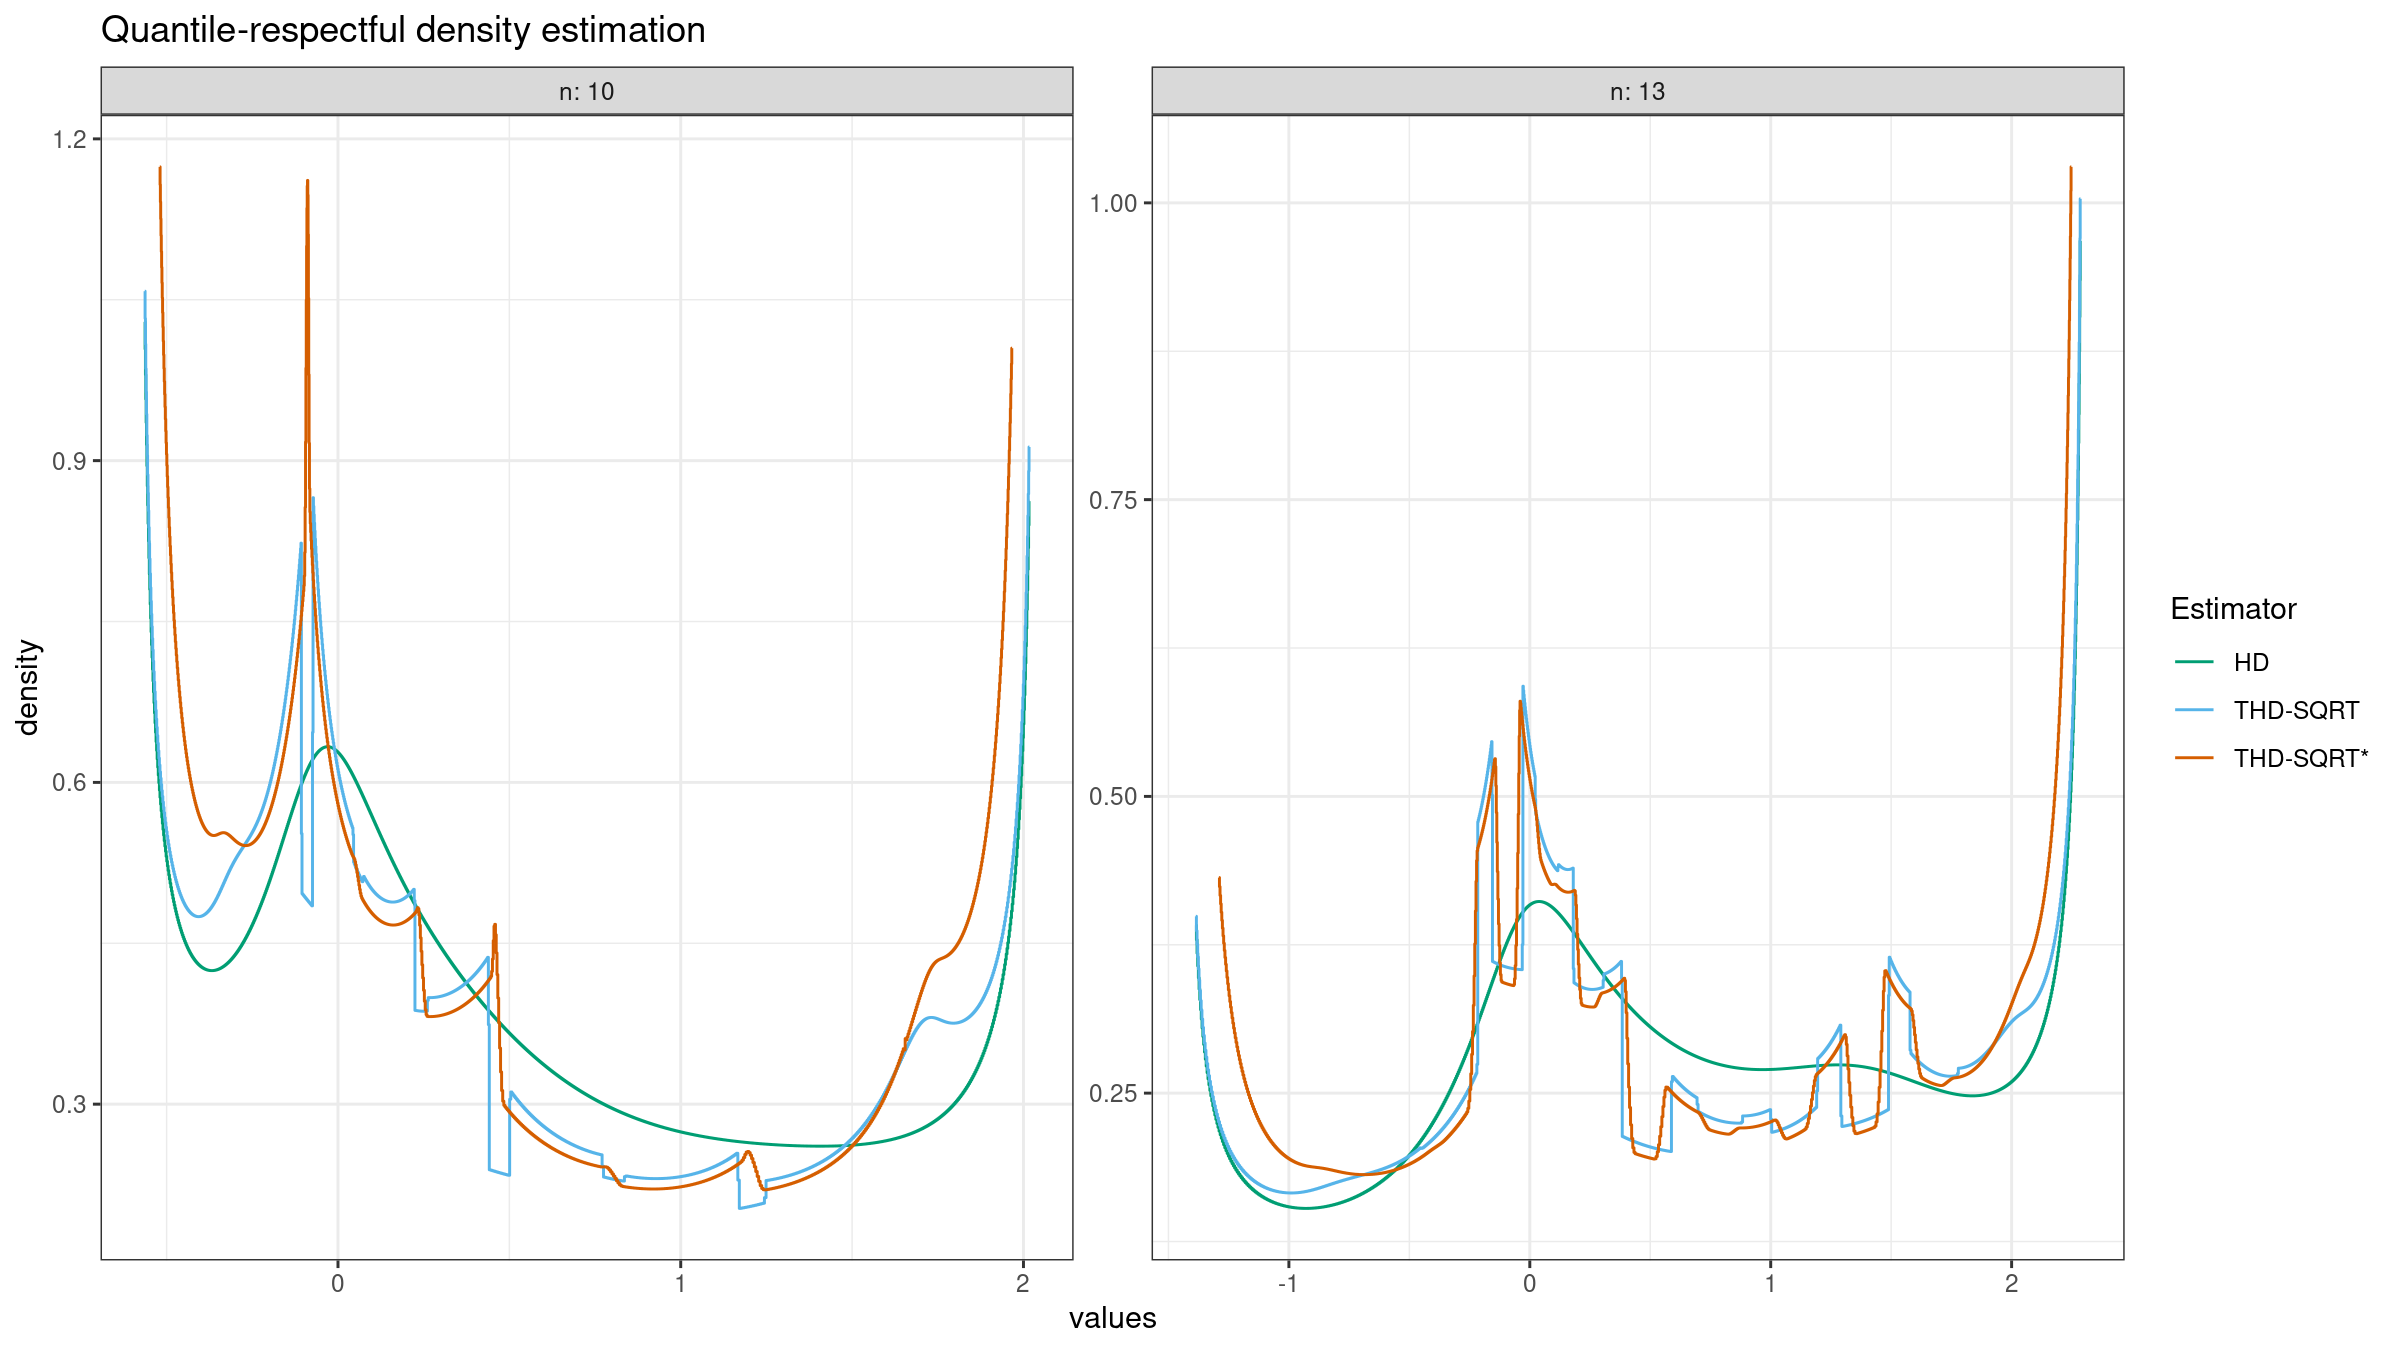 Quantile-respectful density estimation
n: 10
n: 13
density
1.2
0.9
0.6
0.3
1.00
0.75
0.50
0.25
0
1
2
-1
0
1
2
values
Estimator
HD
THD-SQRT
THD-SQRT*